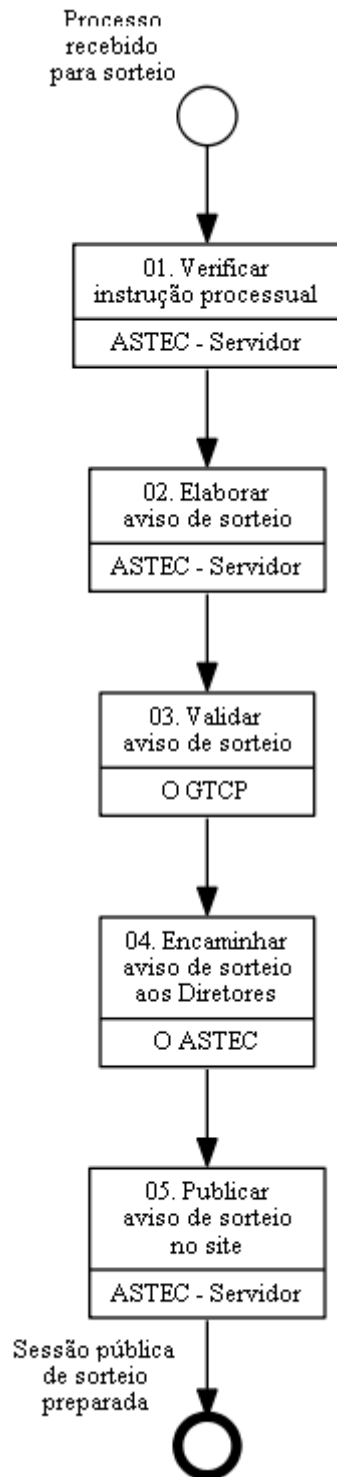 Processo
recebido
para sorteio
01. Verificar
instrução processual
ASTEC - Servidor
02. Elaborar
aviso de sorteio
ASTEC - Servidor
03. Validar
aviso de sorteio
O GTCP
04. Encaminhar
aviso de sorteio
aos Diretores
O ASTEC
05. Publicar
aviso de sorteio
no site
ASTEC - Servidor
Sessão pública
de sorteio
preparada